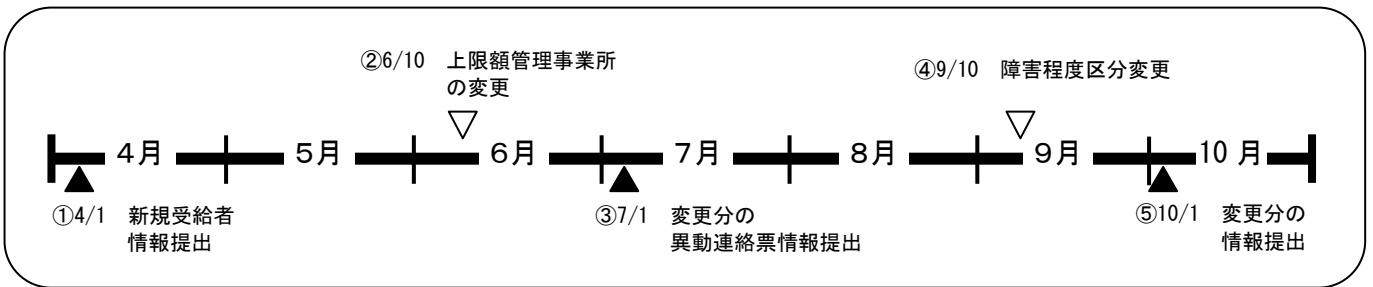 ②6/10 上限額管理事業所
の変更
④9/10 障害程度区分変更
4月 5月 6月 7月 8月 9月 10月
①4/1 新規受給者
情報提出
③7/1 変更分の
異動連絡票情報提出
⑤10/1 変更分の
情報提出